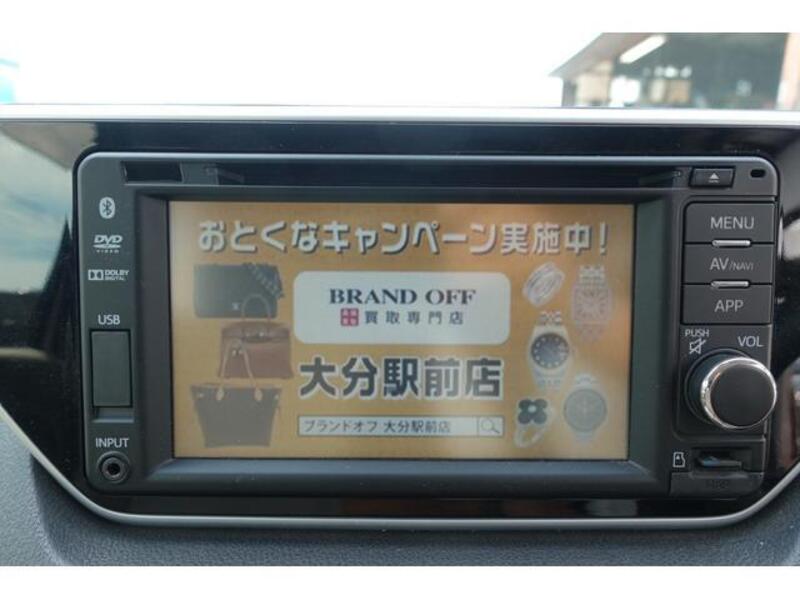 DVD
VIDEO
DOLBY
DIGITAL
USB
INPUT
おとくなキャンペーン実施中!
BRAND OFF
買取専門店
大分駅前店
ブランドオフ 大分駅前店
MENU
AV/NAVI
APP
PUSH
VOL